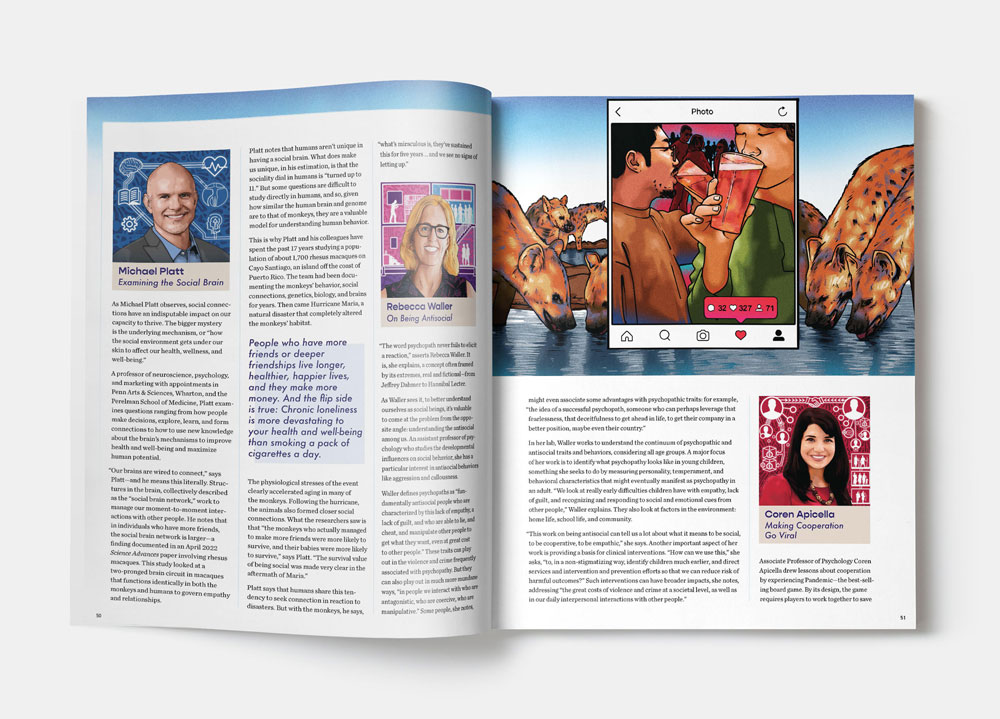 Michael Platt
Examining the Social Brain
As Michael Platt observes, social connec-
tions have an indisputable impact on our
capacity to thrive. The bigger mystery
is the underlying mechanism, or “how
the social environment gets under our
skin to affect our health, wellness, and
well-being.”
A professor of neuroscience, psychology,
and marketing with appointments in
Penn Arts & Sciences, Wharton, and the
Perelman School of Medicine, Platt exam-
ines questions ranging from how people
make decisions, explore, learn, and form
connections to how to use new knowledge
about the brain’s mechanisms to improve
health and well-being and maximize
human potential.
“Our brains are wired to connect,” says
Platt—and he means this literally. Struc-
tures in the brain, collectively described
as the “social brain network,” work to
manage our moment-to-moment inter-
actions with other people. He notes that
in individuals who have more friends,
the social brain network is larger—a
finding documented in an April 2022
Science Advances paper involving rhesus
macaques. This study looked at a
two-pronged brain circuit in macaques
that functions identically in both the
monkeys and humans to govern empathy
and relationships.
50
Platt notes that humans aren’t unique in
having a social brain. What does make
us unique, in his estimation, is that the
sociality dial in humans is “turned up to
11.” But some questions are difficult to
study directly in humans, and so, given
how similar the human brain and genome
are to that of monkeys, they are a valuable
model for understanding human behavior.
This is why Platt and his colleagues have
spent the past 17 years studying a popu-
lation of about 1,700 rhesus macaques on
Cayo Santiago, an island off the coast of
Puerto Rico. The team had been docu-
menting the monkeys’ behavior, social
connections, genetics, biology, and brains
for years. Then came Hurricane Maria, a
natural disaster that completely altered
the monkeys’ habitat.
People who have more
friends or deeper
friendships live longer,
healthier, happier lives,
and they make more
money. And the flip side
is true: Chronic loneliness
is more devastating to
your health and well-being
than smoking a pack of
cigarettes a day.
The physiological stresses of the event
clearly accelerated aging in many of
the monkeys. Following the hurricane,
the animals also formed closer social
connections. What the researchers saw is
that “the monkeys who actually managed
to make friends were more likely to
survive, and their babies were more likely
to survive,” says Platt. “The survival value
of being social was made very clear in the
aftermath of Maria.”
Platt says that humans share this ten-
dency to seek connection in reaction to
disasters. But with the monkeys, he says,
“what’s miraculous is, they’ve sustained
this for five years ... and we see no signs of
letting up.”
Rebecca Waller
On Being Antisocial
“The word psychopath never fails to elicit
a reaction,” asserts Rebecca Waller. It
is, she explains, a concept often framed
by its extremes, real and fictional—from
Jeffrey Dahmer to Hannibal Lecter.
As Waller sees it, to better understand
ourselves as social beings, it’s valuable
to come at the problem from the oppo-
site angle: understanding the antisocial
among us. An assistant professor of psy-
chology who studies the developmental
influences on social behavior, she has a
particular interest in antisocial behaviors
like aggression and callousness.
Waller defines psychopaths as “fun-
damentally antisocial people who are
characterized by this lack of empathy, a
lack of guilt, and who are able to lie, and
cheat, and manipulate other people to
get what they want, even at great cost
to other people.” These traits can play
out in the violence and crime frequently
associated with psychopathy. But they
can also play out in much more mundane
ways, “in people we interact with who are
antagonistic, who are coercive, who are
manipulative.” Some people, she notes,
Photo
32 327 71
might even associate some advantages with psychopathic traits: for example,
“the idea of a successful psychopath, someone who can perhaps leverage that
fearlessness, that deceitfulness to get ahead in life, to get their company in a
better position, maybe even their country.”
In her lab, Waller works to understand the continuum of psychopathic and
antisocial traits and behaviors, considering all age groups. A major focus
of her work is to identify what psychopathy looks like in young children,
something she seeks to do by measuring personality, temperament, and
behavioral characteristics that might eventually manifest as psychopathy in
an adult. “We look at really early difficulties children have with empathy, lack
of guilt, and recognizing and responding to social and emotional cues from
other people,” Waller explains. They also look at factors in the environment:
home life, school life, and community.
“This work on being antisocial can tell us a lot about what it means to be social,
to be cooperative, to be empathic,” she says. Another important aspect of her
work is providing a basis for clinical interventions. “How can we use this,” she
asks, “to, in a non-stigmatizing way, identify children much earlier, and direct
services and intervention and prevention efforts so that we can reduce risk of
harmful outcomes?” Such interventions can have broader impacts, she notes,
addressing “the great costs of violence and crime at a societal level, as well as
in our daily interpersonal interactions with other people.”
Coren Apicella
Making Cooperation
Go Viral
Associate Professor of Psychology Coren
Apicella drew lessons about cooperation
by experiencing Pandemic—the best-sell-
ing board game. By its design, the game
requires players to work together to save
51